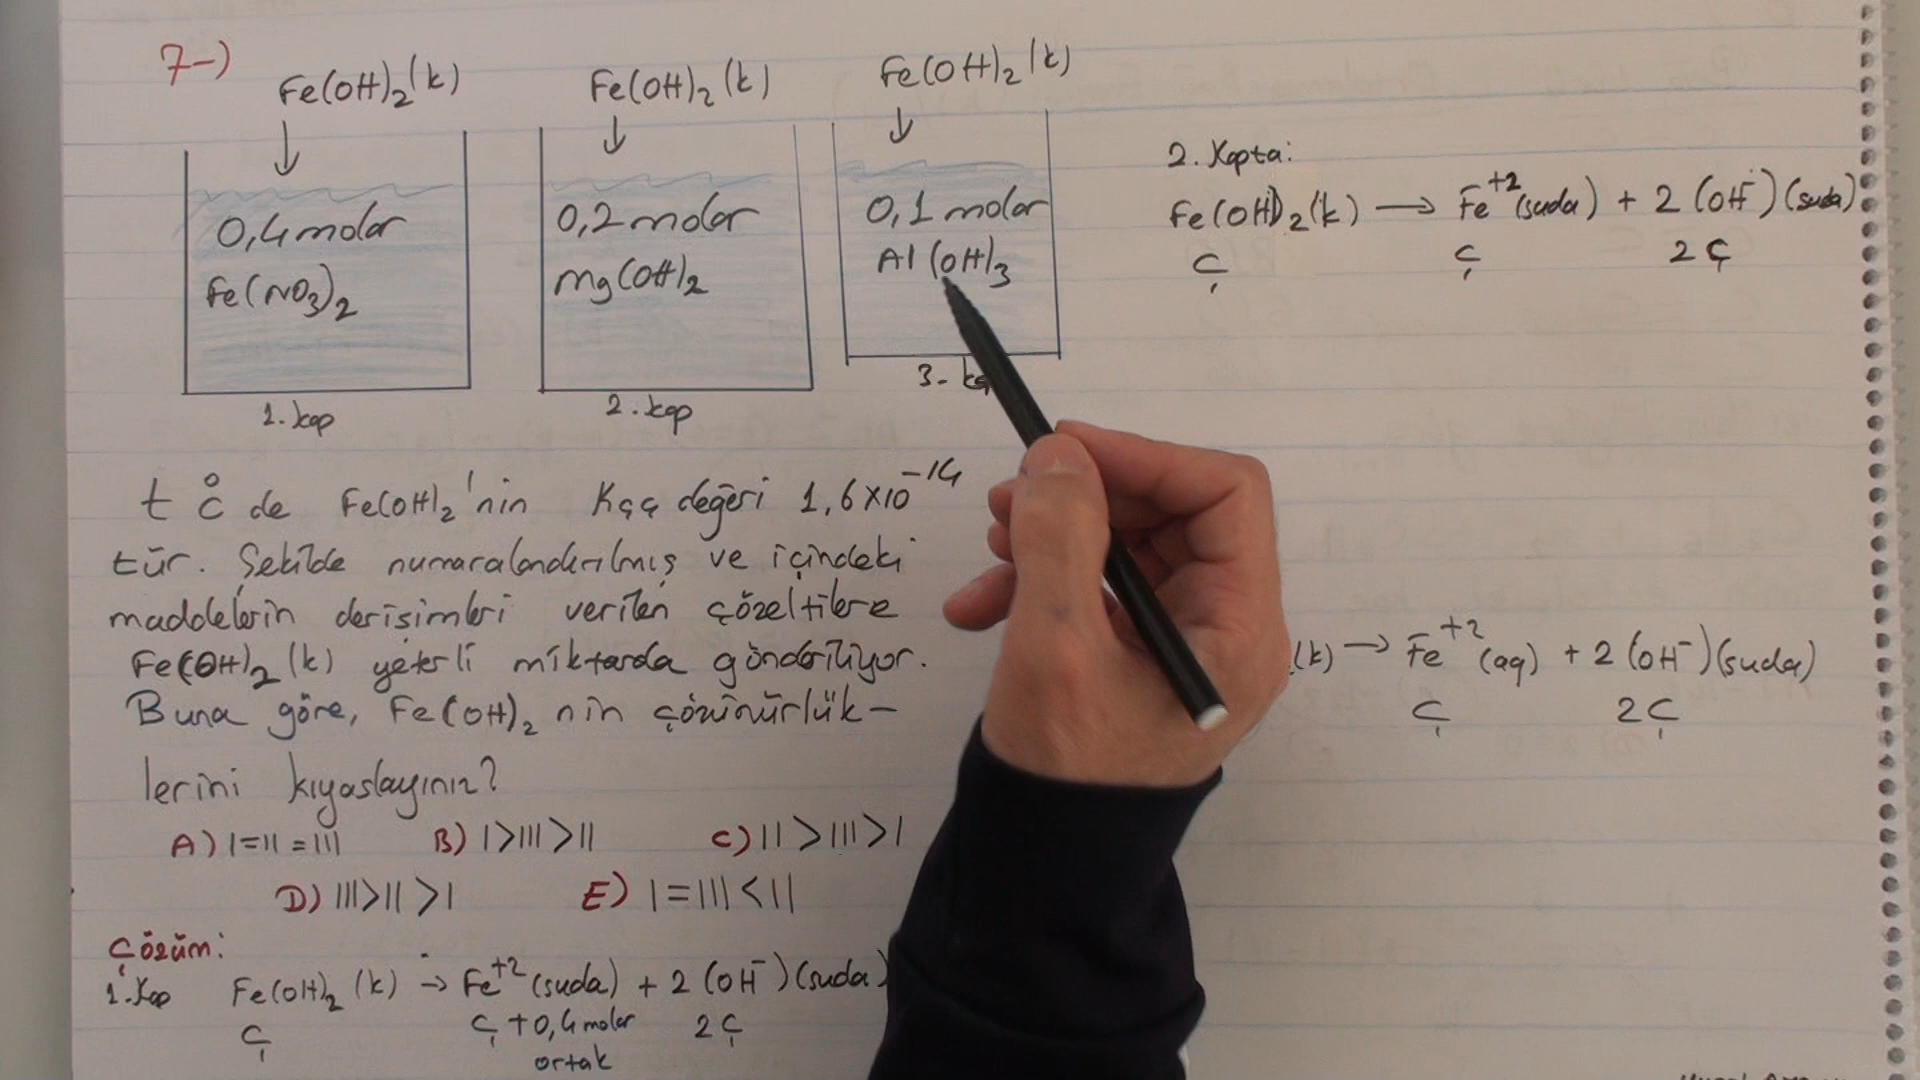 7-)
Fe(OH)₂(k)
Fe(OH)₂(k)
Fe(OH)₂(k)
0,4 molar
Fe(NO₃)₂
0,2 molar
Mg(OH)₂
0,1 molar
Al(OH)₃
1. kap
2. kap
3-
2. Kapta:
Fe(OH)₂(k) → Fe⁺²(suda) + 2(OH⁻)(suda)
Ç Ç 2Ç
t °C de Fe(OH)₂'nin Kçç değeri 1,6x10⁻¹⁴
tür. Şekilde numaralandırılmış ve içindeki
maddelerin derişimleri verilen çözeltilere
Fe(OH)₂(k) yeterli miktarda gönderiliyor.
Buna göre, Fe(OH)₂ nin çözünürlük-
lerini kıyaslayınız?
A) I=II=III B) I>III>II C) II>III>I
D) III>II>I E) I=III<II
(k) → Fe⁺²(aq) + 2(OH⁻)(suda)
Ç 2Ç
Çözüm:
1. Kap Fe(OH)₂(k) → Fe⁺²(suda) + 2(OH⁻)(suda)
Ç Ç+0,4 molar 2Ç
ortak